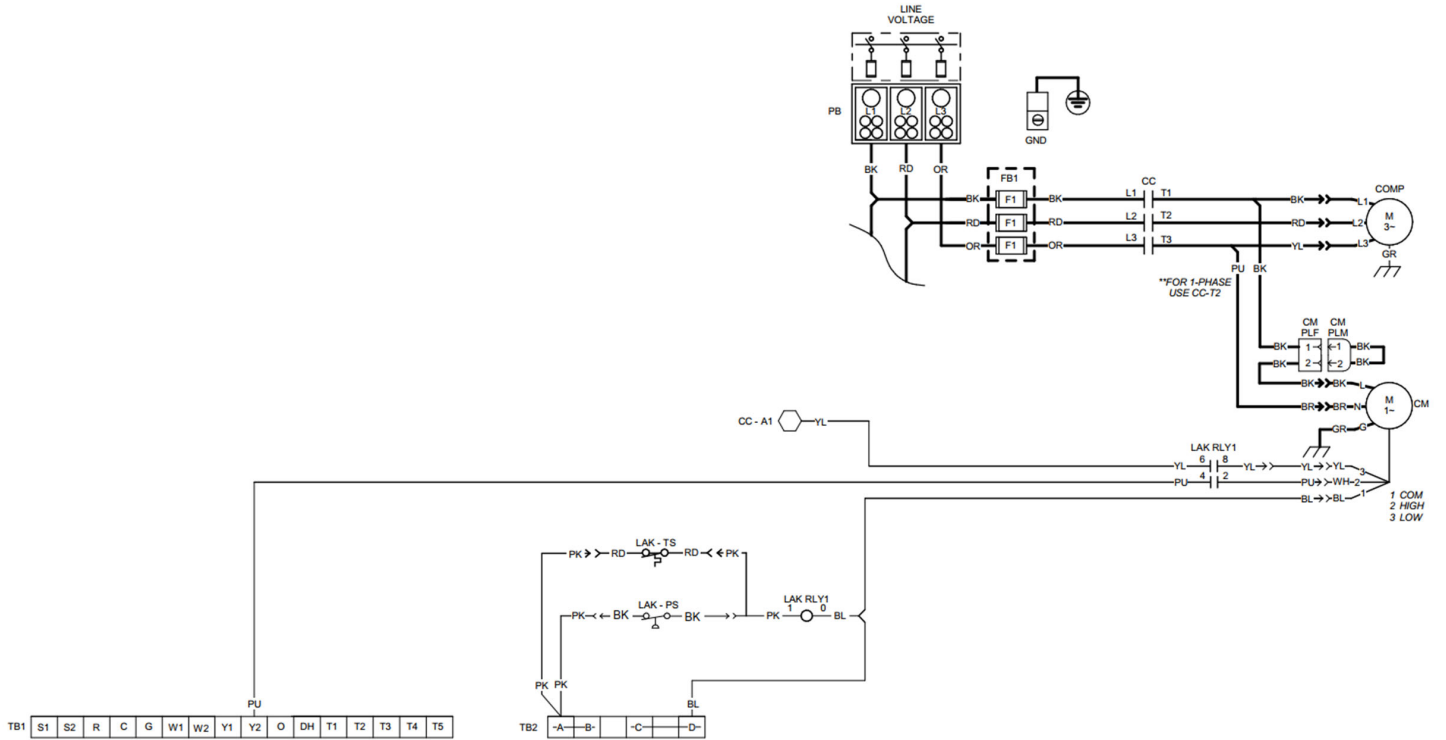 LINE
VOLTAGE
PB
L1 L2 L3
GND
BK RD OR
FB1
CC
COMP
BK F1 BK L1 T1 BK L1
RD F1 RD L2 T2 RD L2
OR F1 OR L3 T3 YL L3
M
3~
GR
PU BK
**FOR 1-PHASE
USE CC-T2
CM
PLF
CM
PLM
BK 1 1 BK
BK 2 2 BK
BK BK L
BR BR N
GR G
M
1~
CM
CC - A1 YL
LAK RLY1
YL 6 8 YL YL YL 3
PU 4 2 PU WH 2
BL BL 1
1 COM
2 HIGH
3 LOW
LAK - TS
PK RD RD PK
LAK - PS
PK BK BK PK
LAK RLY1
1 0 BL
PK PK
PU
BL
TB1 S1 S2 R C G W1 W2 Y1 Y2 O DH T1 T2 T3 T4 T5
TB2 -A- -B- -C- -D-